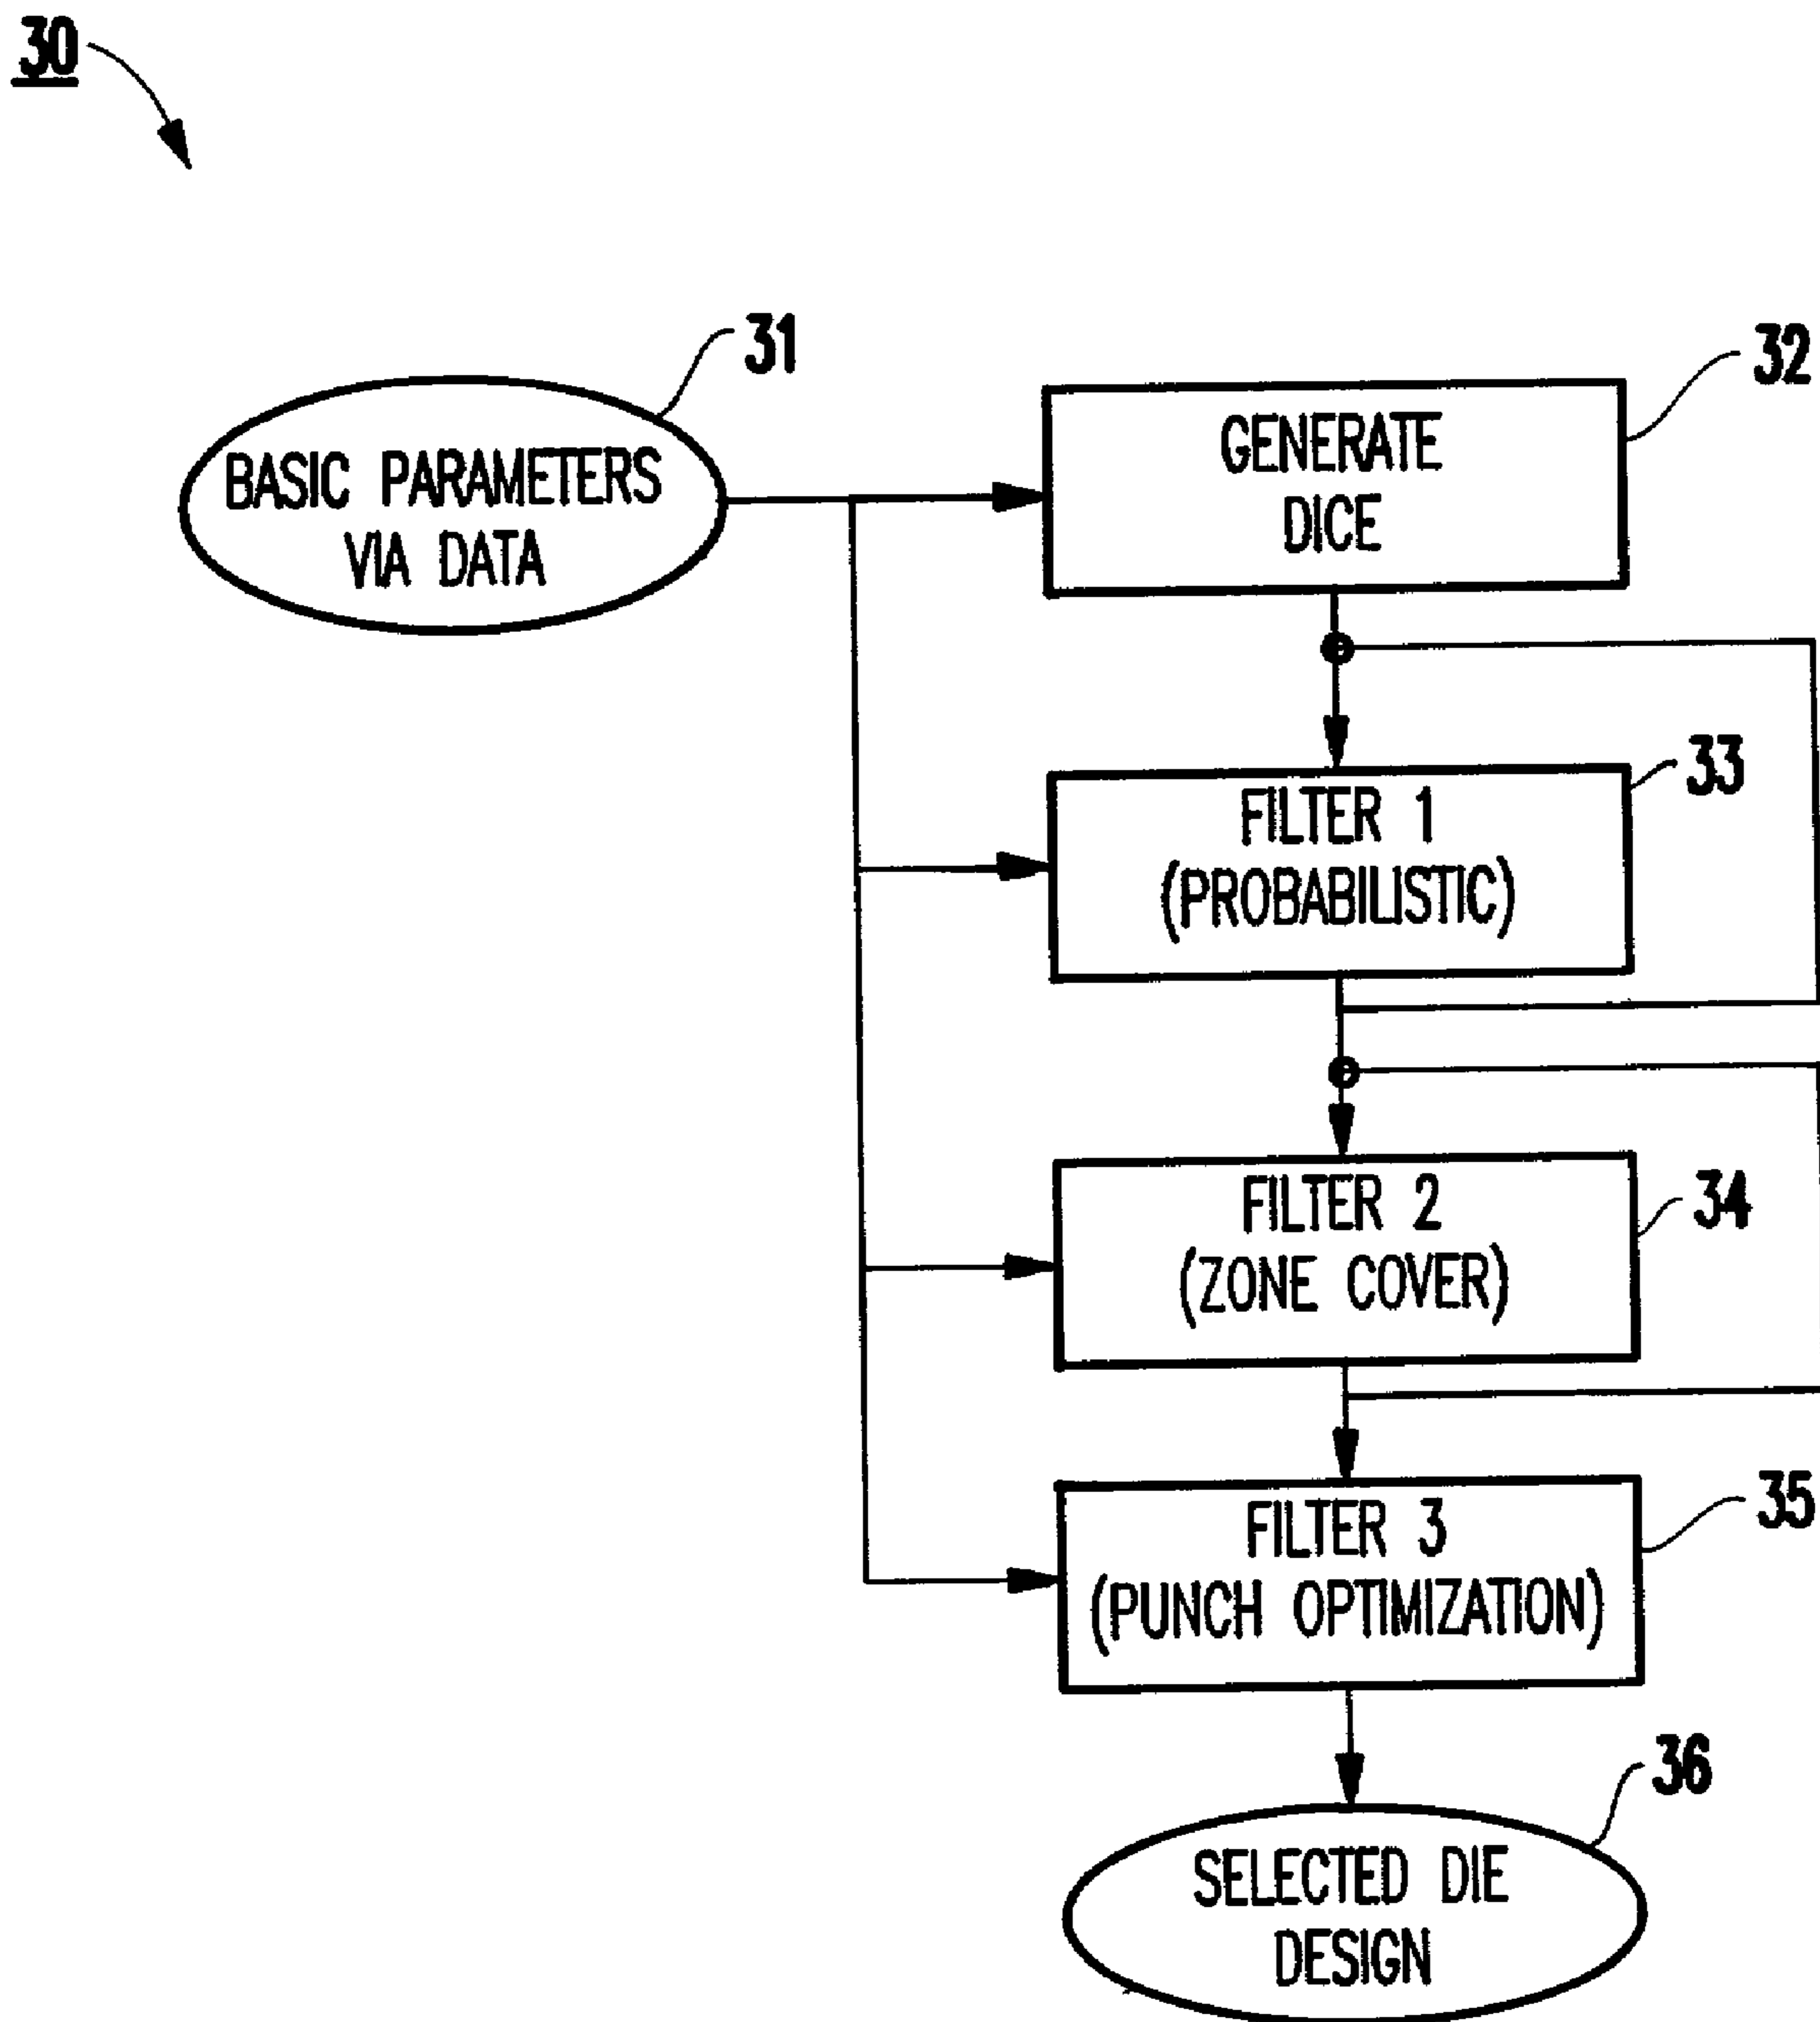 30
31
BASIC PARAMETERS
VIA DATA
32
GENERATE
DICE
33
FILTER 1
(PROBABILISTIC)
34
FILTER 2
(ZONE COVER)
35
FILTER 3
(PUNCH OPTIMIZATION)
36
SELECTED DIE
DESIGN